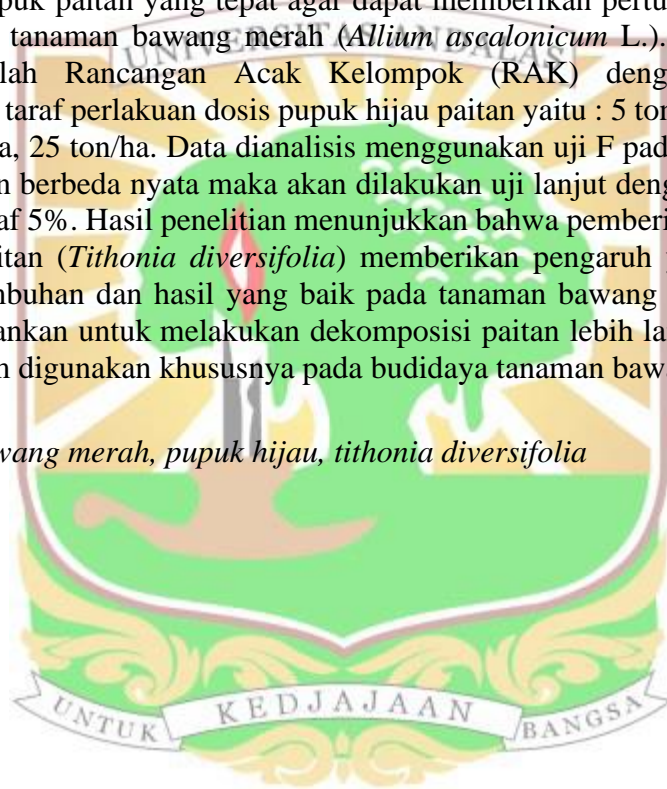 puk paitan yang tepat agar dapat memberikan pertu
tanaman bawang merah (Allium ascalonicum L.).
UNIVERSITAS ANDALAS
lah Rancangan Acak Kelompok (RAK) deng
taraf perlakuan dosis pupuk hijau paitan yaitu : 5 ton
a, 25 ton/ha. Data dianalisis menggunakan uji F pad
n berbeda nyata maka akan dilakukan uji lanjut deng
af 5%. Hasil penelitian menunjukkan bahwa pemberi
itan (Tithonia diversifolia) memberikan pengaruh
mbuhan dan hasil yang baik pada tanaman bawang
ankan untuk melakukan dekomposisi paitan lebih la
n digunakan khususnya pada budidaya tanaman bawa
wang merah, pupuk hijau, tithonia diversifolia
UNTUK KEDJAJAAN BANGSA